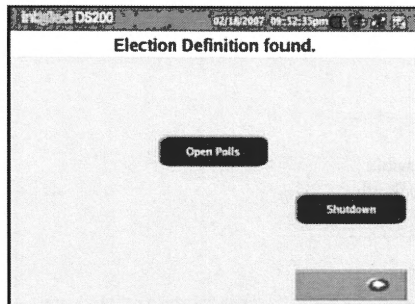 intElect DS200 02/18/2007 09:52:35pm
Election Definition found.
Open Polls
Shutdown